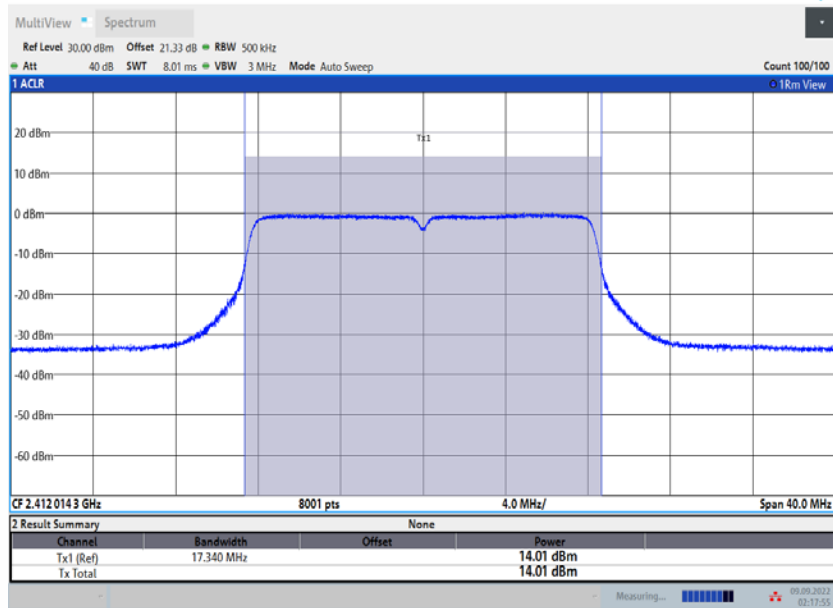 MultiView Spectrum
Ref Level 30.00 dBm Offset 21.33 dB RBW 500 kHz
Att 40 dB SWT 8.01 ms VBW 3 MHz Mode Auto Sweep Count 100/100
1 ACLR 1Rm View
20 dBm
Tx1
10 dBm
0 dBm
-10 dBm
-20 dBm
-30 dBm
-40 dBm
-50 dBm
-60 dBm
CF 2.412 014 3 GHz 8001 pts 4.0 MHz/ Span 40.0 MHz
2 Result Summary None
Channel Bandwidth Offset Power
Tx1 (Ref) 17.340 MHz 14.01 dBm
Tx Total 14.01 dBm
Measuring... 09.09.2022
02:17:55